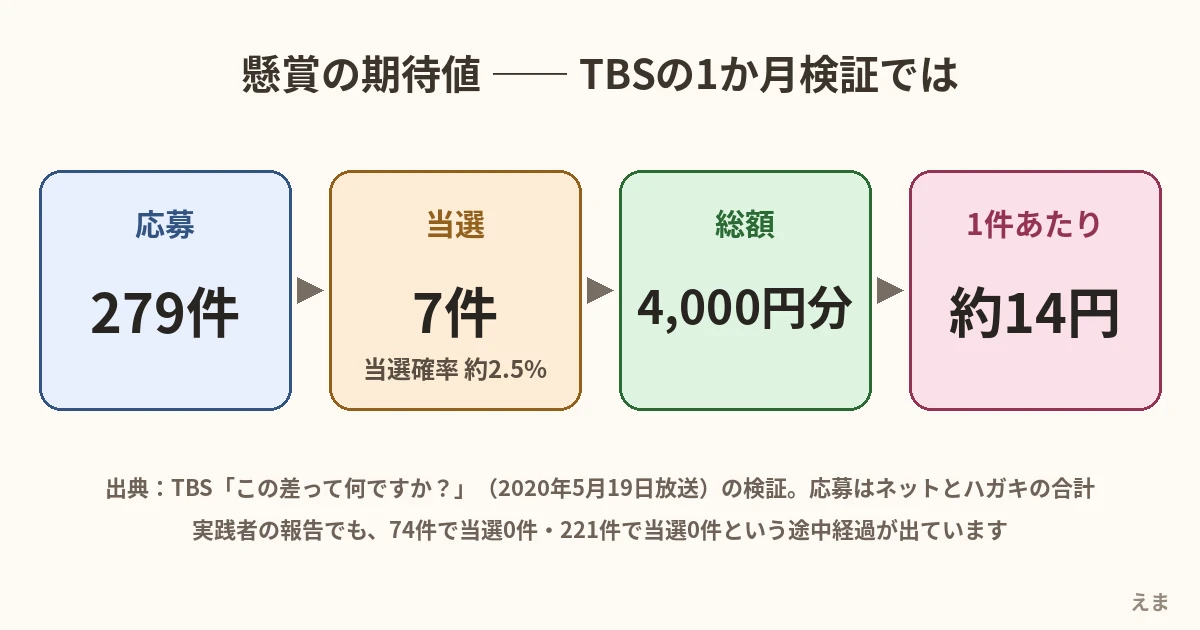 懸賞の期待値 ―― TBSの1か月検証では
応募
279件
当選
7件
当選確率 約2.5%
総額
4,000円分
1件あたり
約14円
出典：TBS「この差って何ですか？」（2020年5月19日放送）の検証。応募はネットとハガキの合計
実践者の報告でも、74件で当選0件・221件で当選0件という途中経過が出ています
えま